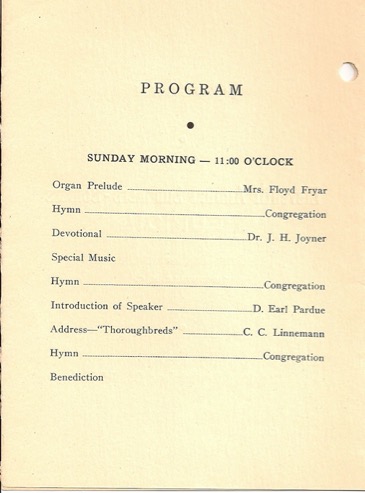 PROGRAM
SUNDAY MORNING — 11:00 O'CLOCK
Organ Prelude Mrs. Floyd Fryar
Hymn Congregation
Devotional Dr. J. H. Joyner
Special Music
Hymn Congregation
Introduction of Speaker D. Earl Pardue
Address—"Thoroughbreds" C. C. Linnemann
Hymn Congregation
Benediction